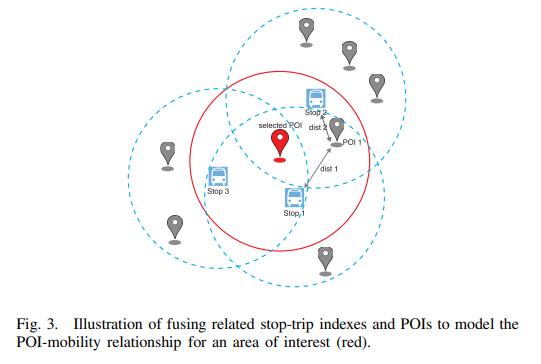 Stop 2
selected POI
dist 2
POI 1
dist 1
Stop 3
Stop 1
Fig. 3. Illustration of fusing related stop-trip indexes and POIs to model the
POI-mobility relationship for an area of interest (red).